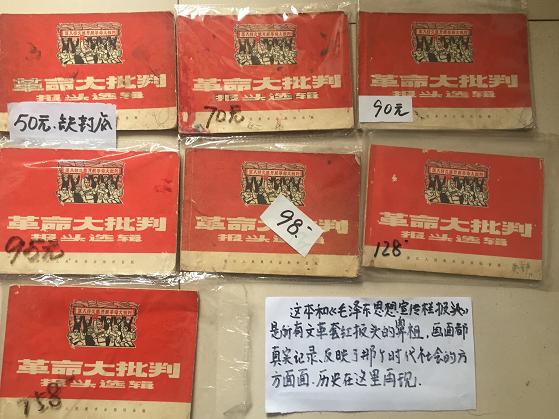 革命大批判
报头选辑
50元.缺封底
革命大批判
报头选辑
70元
革命大批判
报头选辑
90元
革命大批判
报头选辑
95元
革命大批判
报头选辑
98.-
革命大批判
报头选辑
128-
革命大批判
报头选辑
158-
这本和《毛泽东思想宣传栏报头》
是所有文革套红报头的鼻祖,画面都
真实记录、反映了那个时代社会的方
方面面,历史在这里再现.